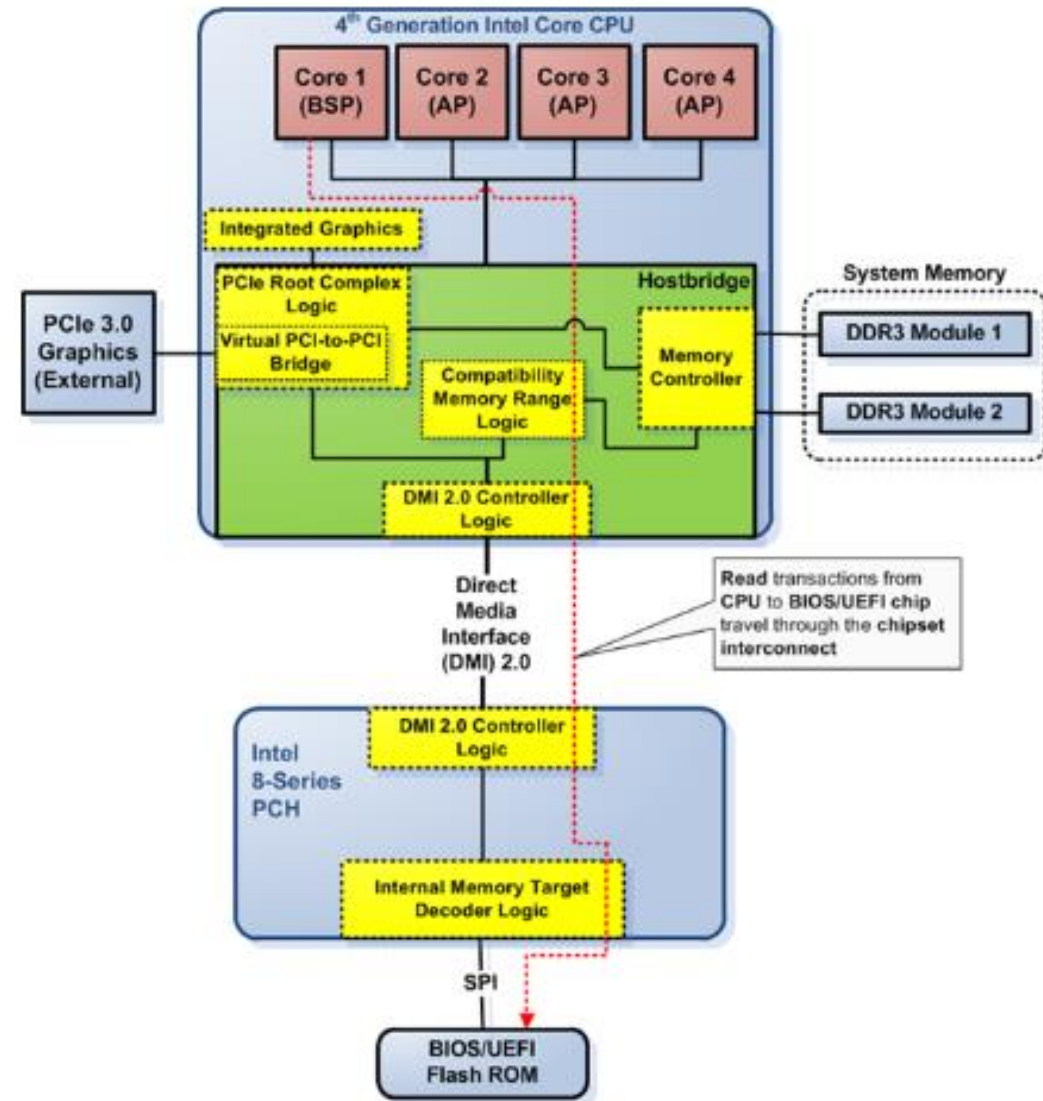 4th Generation Intel Core CPU
Core 1
(BSP)
Core 2
(AP)
Core 3
(AP)
Core 4
(AP)
Integrated Graphics
PCIe Root Complex
Logic
Virtual PCI-to-PCI
Bridge
Hostbridge
PCIe 3.0
Graphics
(External)
Compatibility
Memory Range
Logic
Memory
Controller
System Memory
DDR3 Module 1
DDR3 Module 2
DMI 2.0 Controller
Logic
Direct
Media
Interface
(DMI) 2.0
Read transactions from
CPU to BIOS/UEFI chip
travel through the chipset
interconnect
DMI 2.0 Controller
Logic
Intel
8-Series
PCH
Internal Memory Target
Decoder Logic
SPI
BIOS/UEFI
Flash ROM